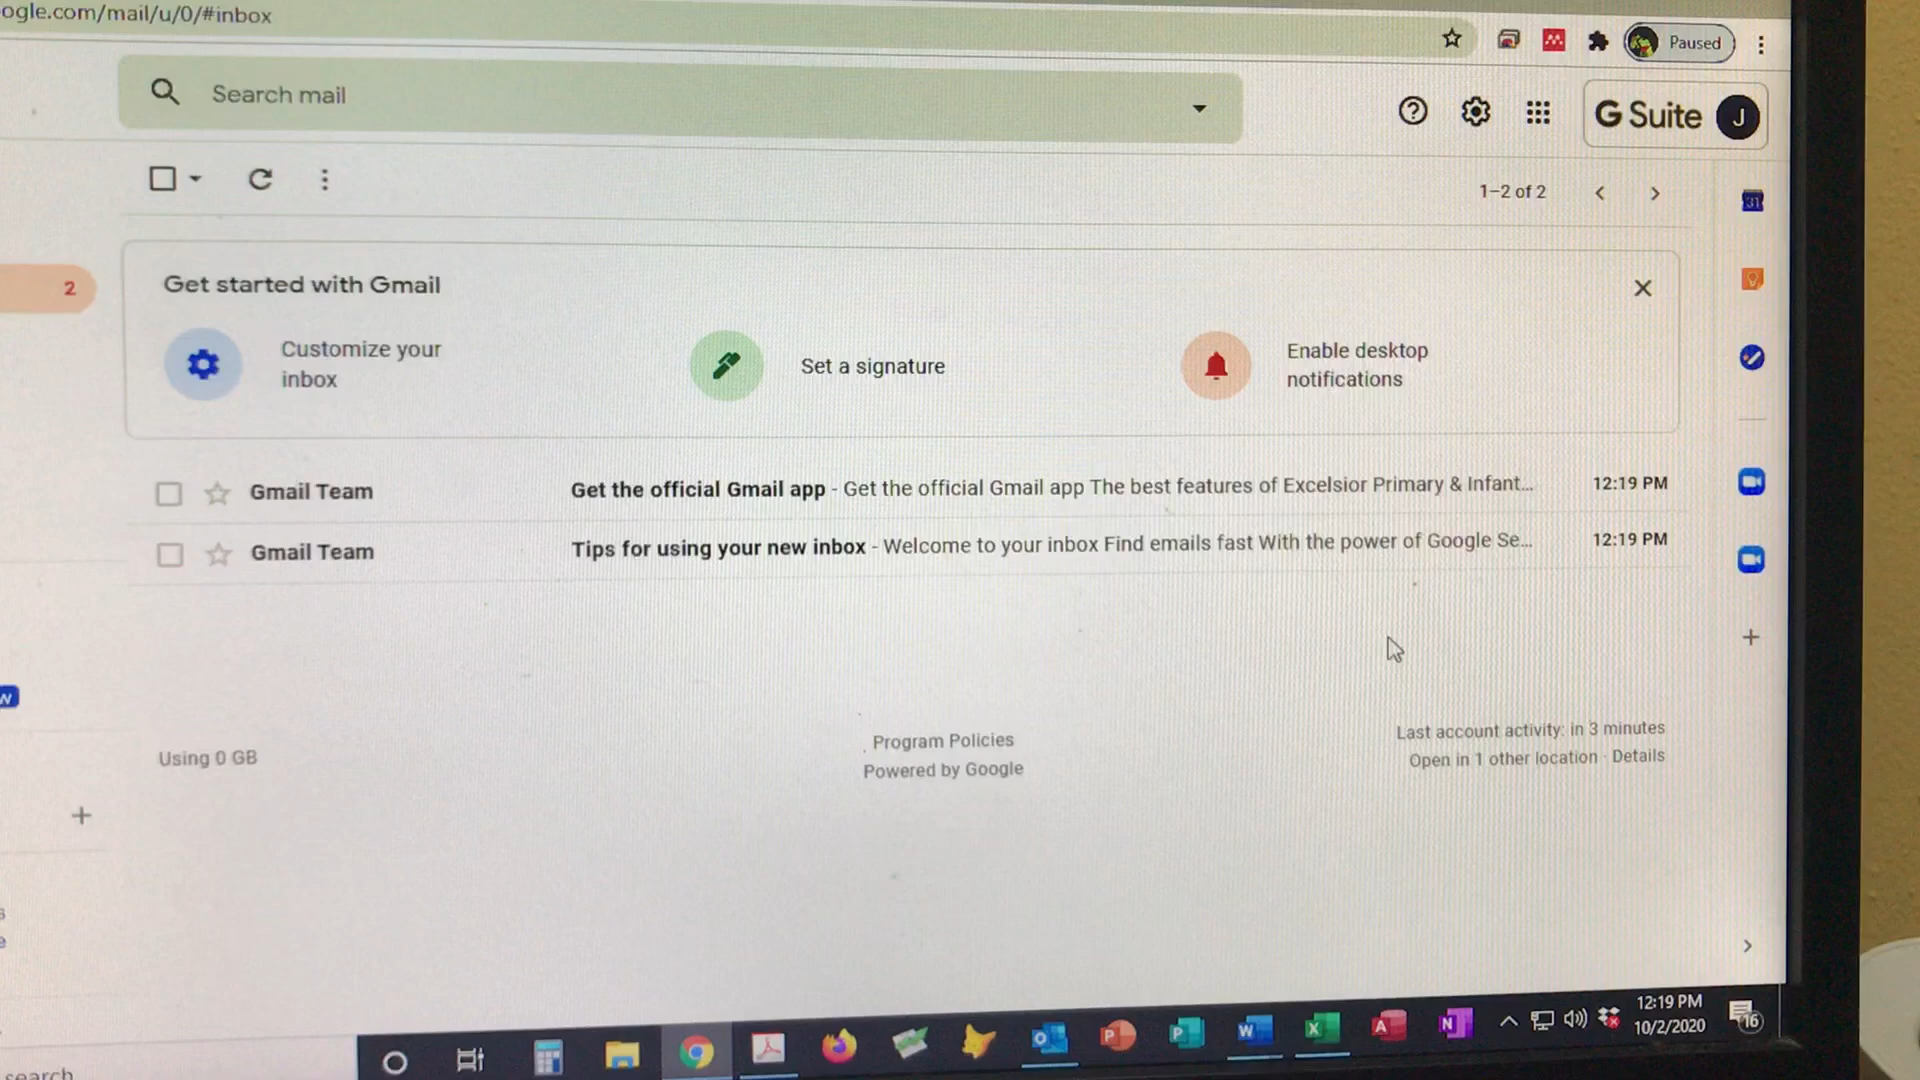 ogle.com/mail/u/0/#inbox
Paused
Search mail
G Suite
J
1–2 of 2
31
2
Get started with Gmail
Customize your
inbox
Set a signature
Enable desktop
notifications
Gmail Team
Get the official Gmail app - Get the official Gmail app The best features of Excelsior Primary & Infant...
12:19 PM
Gmail Team
Tips for using your new inbox - Welcome to your inbox Find emails fast With the power of Google Se...
12:19 PM
Using 0 GB
Program Policies
Powered by Google
Last account activity: in 3 minutes
Open in 1 other location · Details
search
12:19 PM
10/2/2020
16